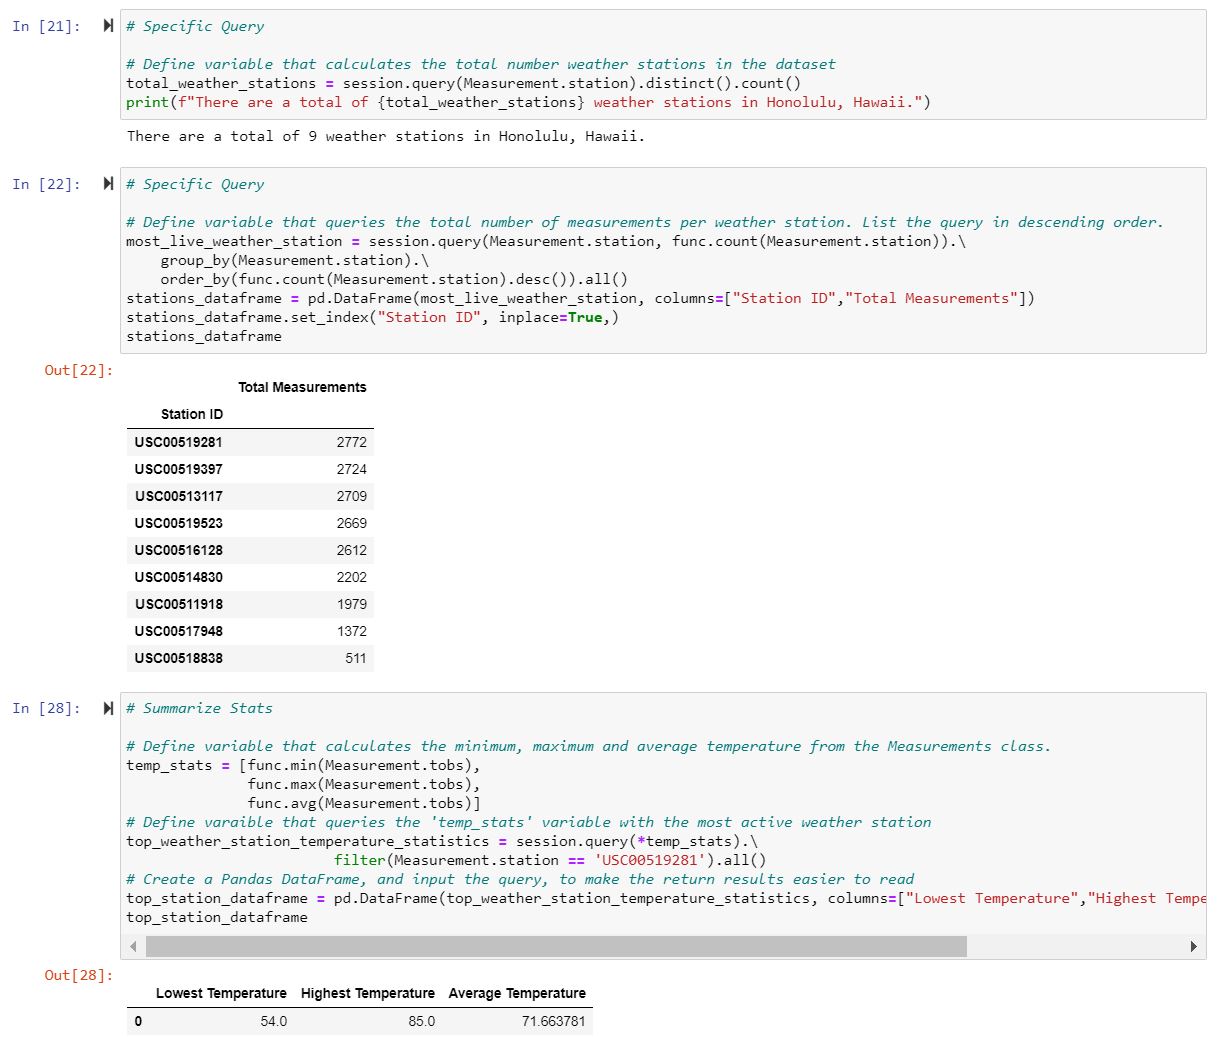 In [21]:
# Specific Query
# Define variable that calculates the total number weather stations in the dataset
total_weather_stations = session.query(Measurement.station).distinct().count()
print(f"There are a total of {total_weather_stations} weather stations in Honolulu, Hawaii.")
There are a total of 9 weather stations in Honolulu, Hawaii.
In [22]:
# Specific Query
# Define variable that queries the total number of measurements per weather station. List the query in descending order.
most_live_weather_station = session.query(Measurement.station, func.count(Measurement.station)).\
group_by(Measurement.station).\
order_by(func.count(Measurement.station).desc()).all()
stations_dataframe = pd.DataFrame(most_live_weather_station, columns=["Station ID","Total Measurements"])
stations_dataframe.set_index("Station ID", inplace=True,)
stations_dataframe
Out[22]:
Total Measurements
Station ID
USC00519281 2772
USC00519397 2724
USC00513117 2709
USC00519523 2669
USC00516128 2612
USC00514830 2202
USC00511918 1979
USC00517948 1372
USC00518838 511
In [28]:
# Summarize Stats
# Define variable that calculates the minimum, maximum and average temperature from the Measurements class.
temp_stats = [func.min(Measurement.tobs),
func.max(Measurement.tobs),
func.avg(Measurement.tobs)]
# Define varaible that queries the 'temp_stats' variable with the most active weather station
top_weather_station_temperature_statistics = session.query(*temp_stats).\
filter(Measurement.station == 'USC00519281').all()
# Create a Pandas DataFrame, and input the query, to make the return results easier to read
top_station_dataframe = pd.DataFrame(top_weather_station_temperature_statistics, columns=["Lowest Temperature","Highest Tempe
top_station_dataframe
Out[28]:
Lowest Temperature Highest Temperature Average Temperature
0 54.0 85.0 71.663781